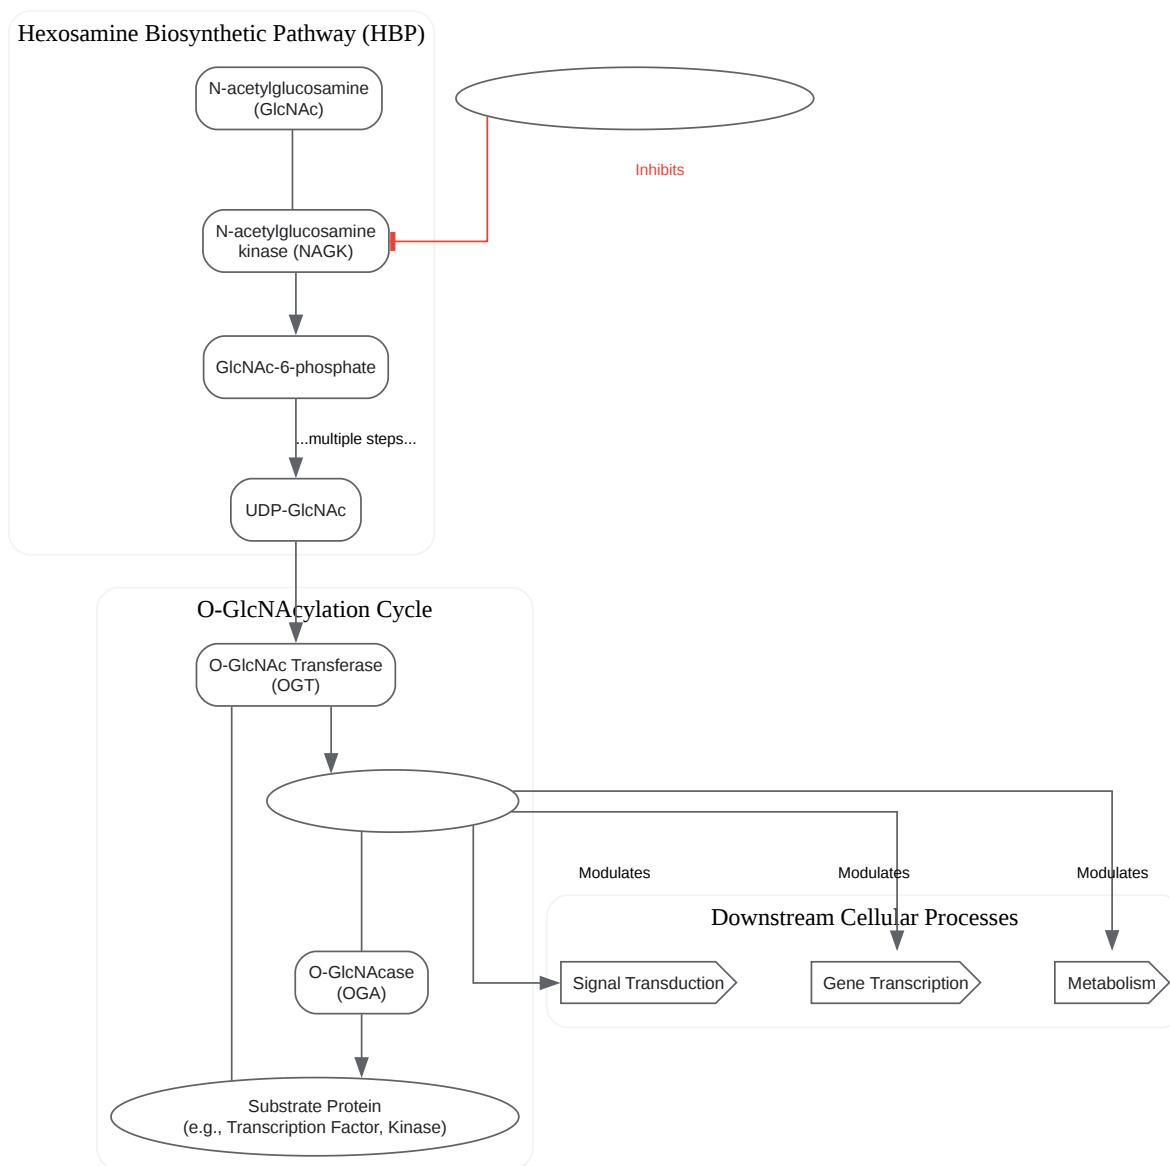 Hexosamine Biosynthetic Pathway (HBP)
N-acetylglucosamine
(GlcNAc)
Inhibits
N-acetylglucosamine
kinase (NAGK)
GlcNAc-6-phosphate
...multiple steps...
UDP-GlcNAc
O-GlcNAcylation Cycle
O-GlcNAc Transferase
(OGT)
Modulates
Modulates
Modulates
Downstream Cellular Processes
O-GlcNAcase
(OGA)
Signal Transduction
Gene Transcription
Metabolism
Substrate Protein
(e.g., Transcription Factor, Kinase)